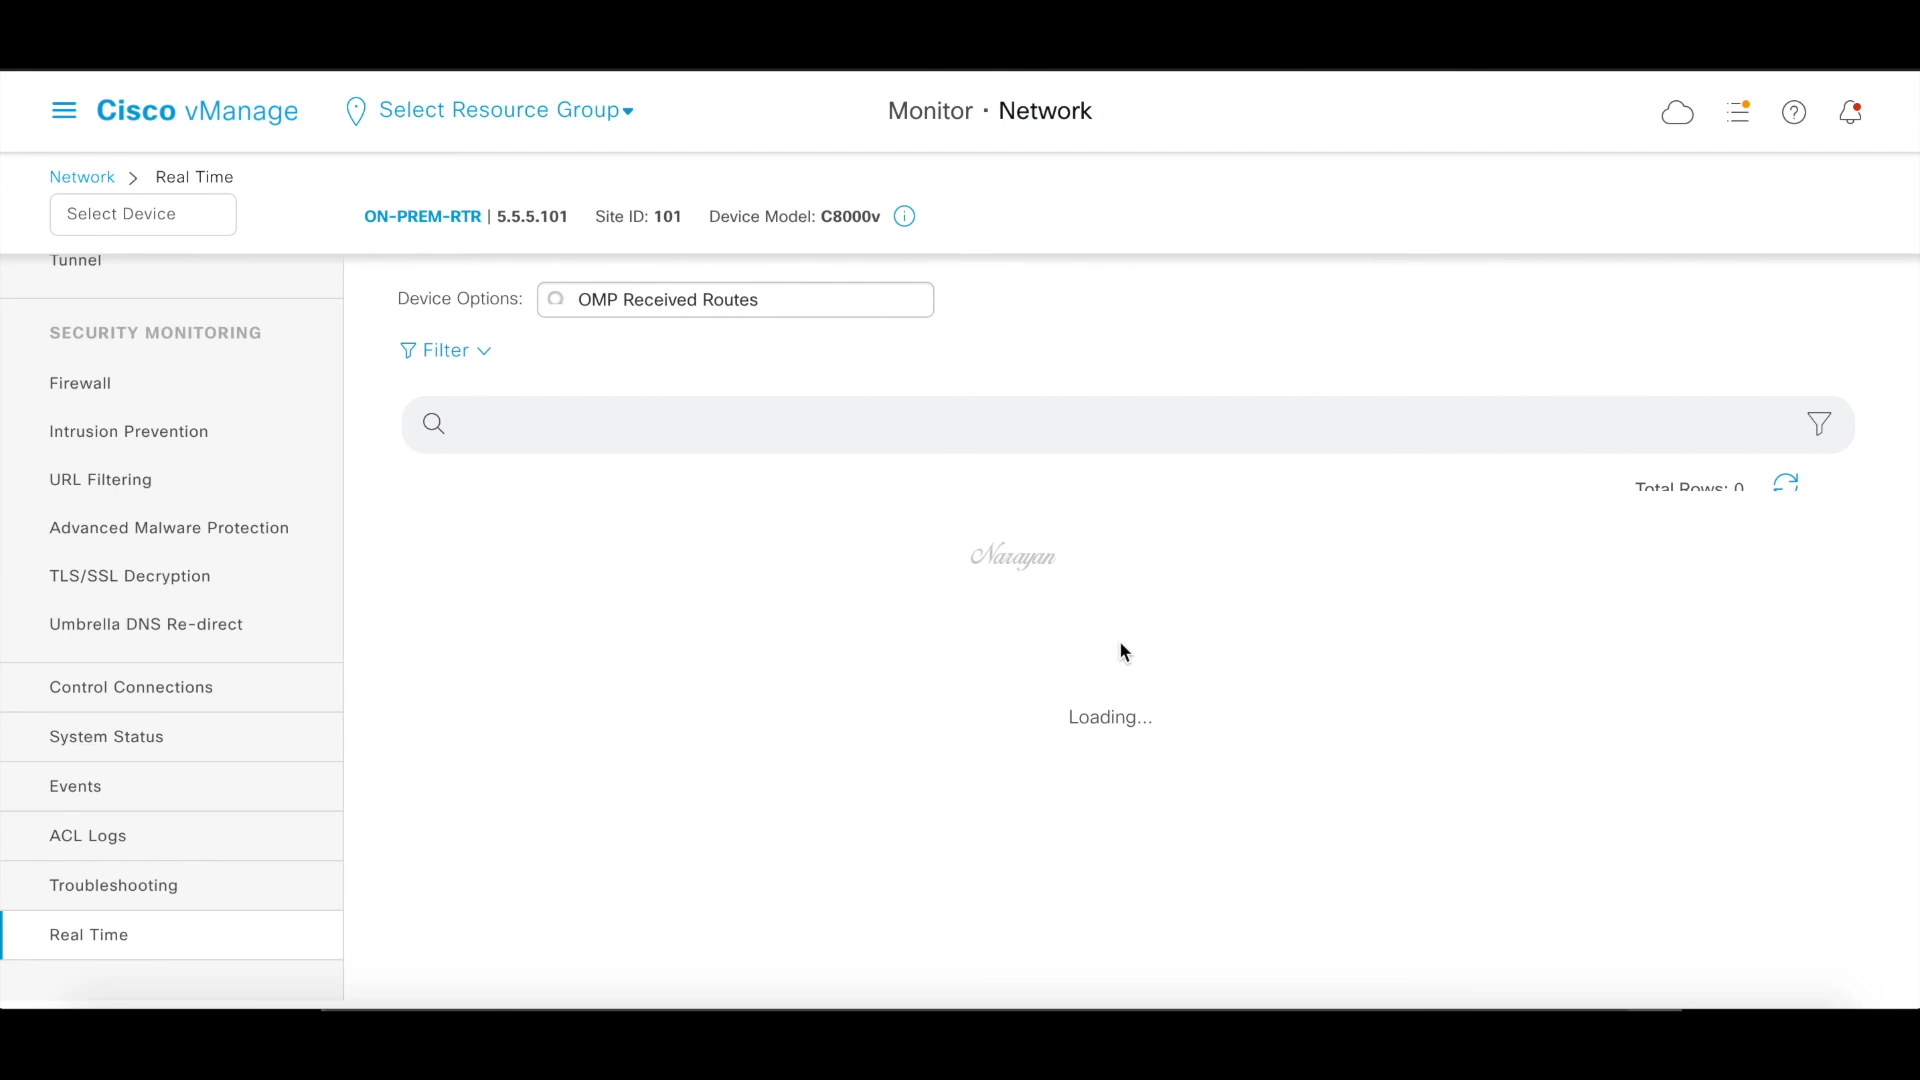 Cisco vManage
Select Resource Group
Monitor · Network
Network > Real Time
Select Device
ON-PREM-RTR | 5.5.5.101 Site ID: 101 Device Model: C8000v
Tunnel
SECURITY MONITORING
Firewall
Intrusion Prevention
URL Filtering
Advanced Malware Protection
TLS/SSL Decryption
Umbrella DNS Re-direct
Control Connections
System Status
Events
ACL Logs
Troubleshooting
Real Time
Device Options: OMP Received Routes
Filter
Total Rows: 0
Narayan
Loading...